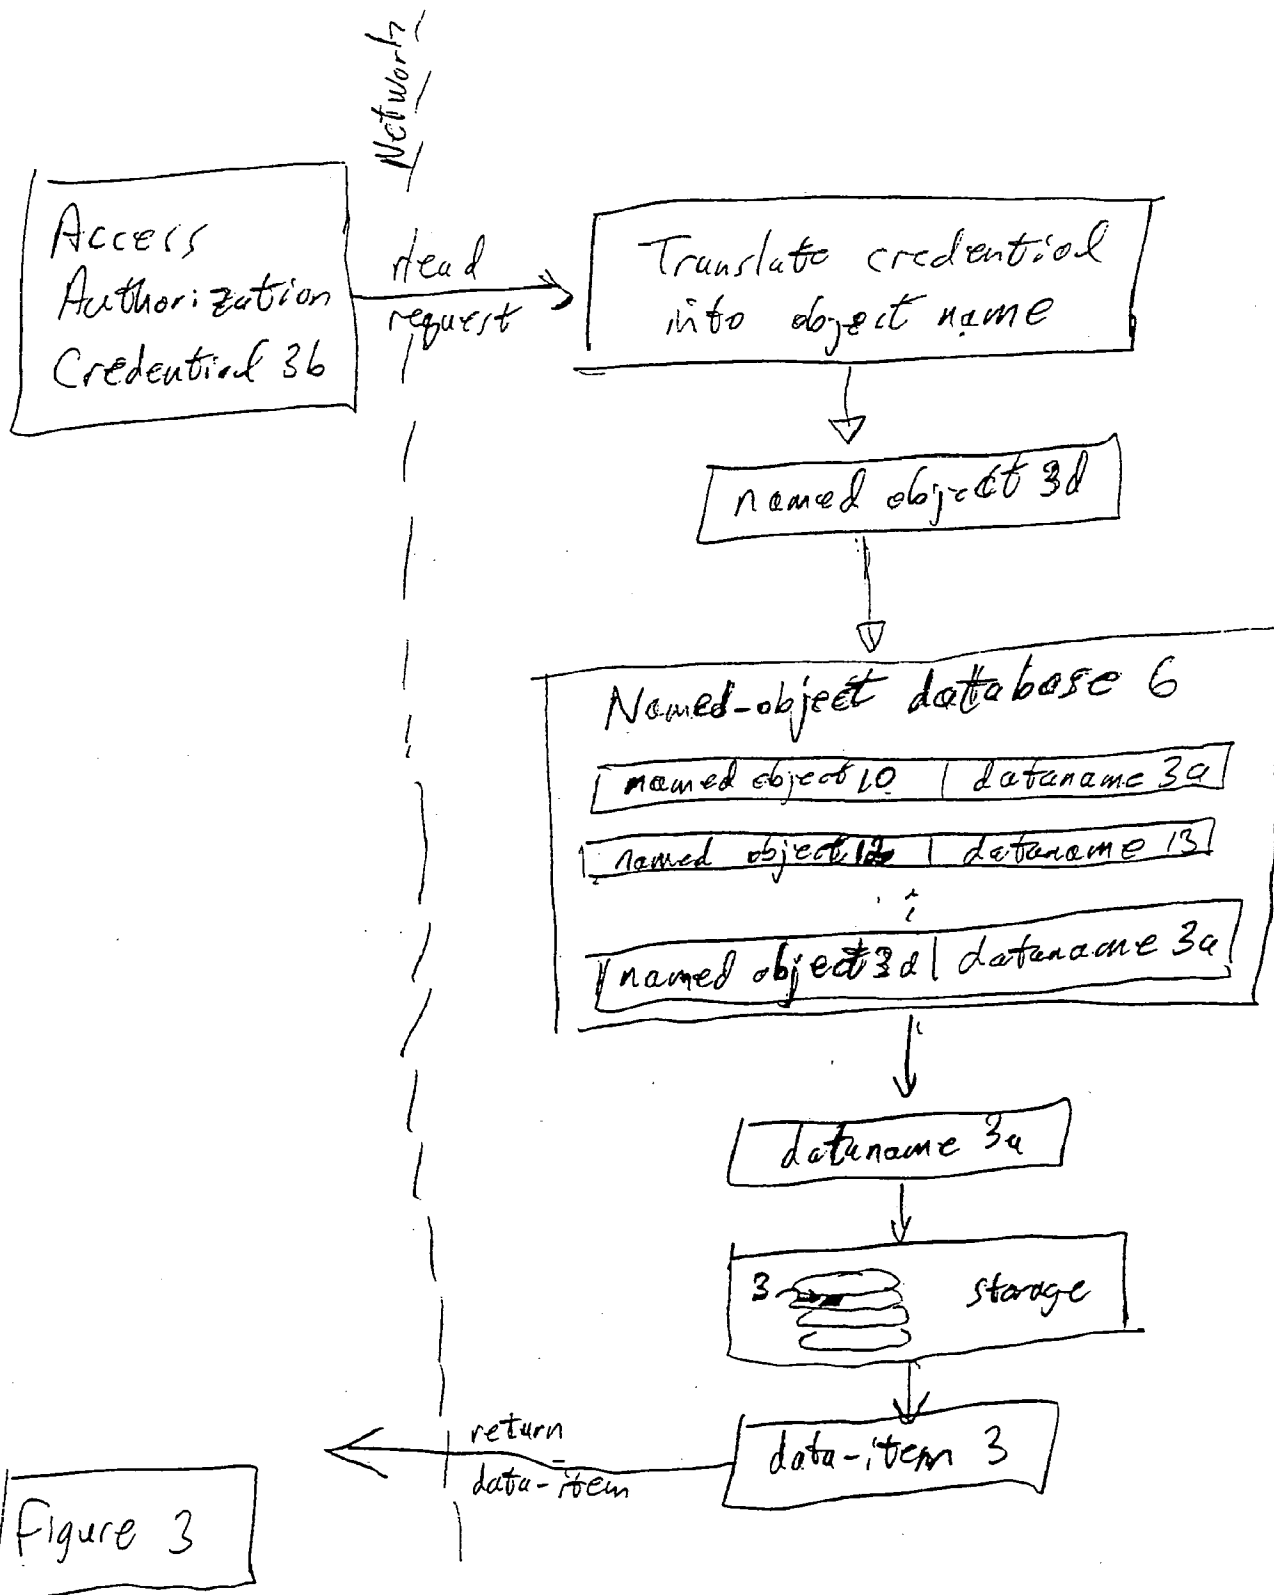 Network
Access
Authorization
Credential 3b
read
request
Translate credential
into object name
named object 3d
Named-object database 6
named object 10 | dataname 3a
named object 12 | dataname 13
named object 3d | dataname 3a
dataname 3a
3 storage
data-item 3
return
data-item
Figure 3